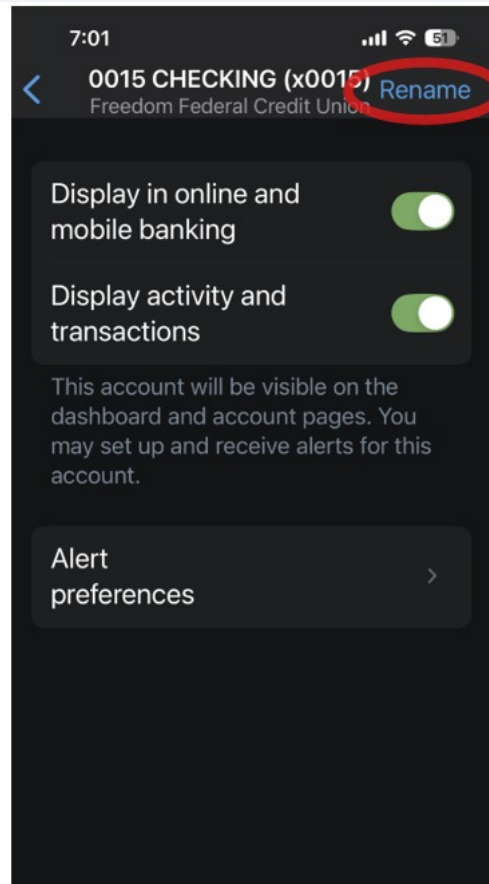 7:01
51
0015 CHECKING (x0015)
Rename
Freedom Federal Credit Union
Display in online and
mobile banking
Display activity and
transactions
This account will be visible on the
dashboard and account pages. You
may set up and receive alerts for this
account.
Alert
preferences